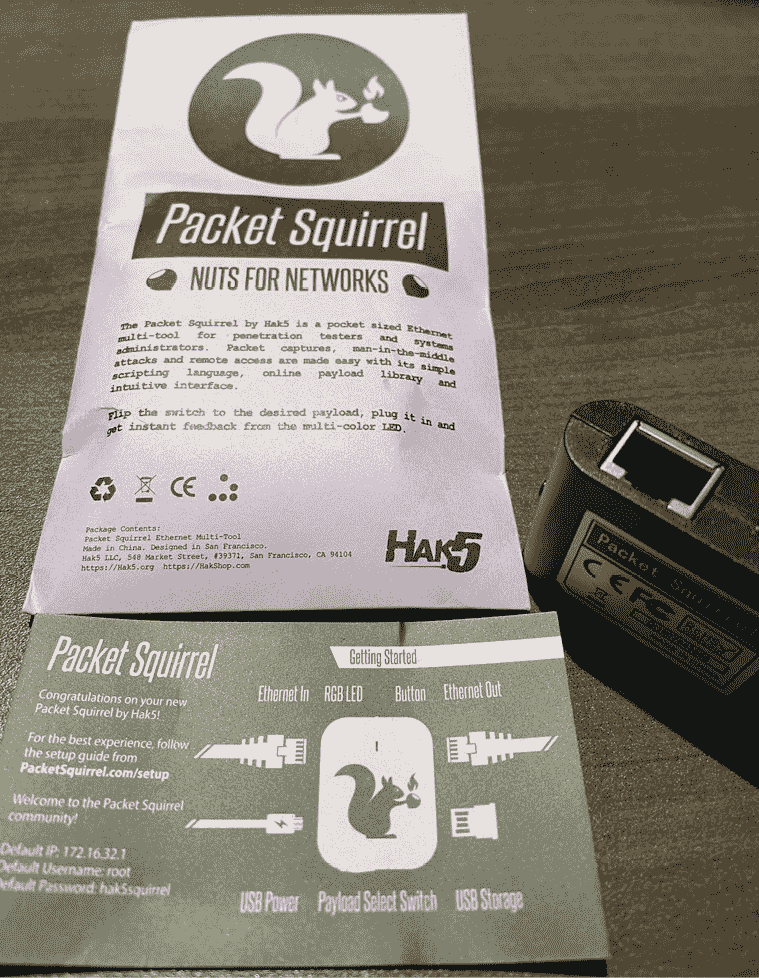 Packet Squirrel
NUTS FOR NETWORKS
The Packet Squirrel by Hak5 is a pocket sized Ethernet
multi-tool for penetration testers and systems
administrators. Packet captures, man-in-the-middle
attacks and remote access are made easy with its simple
scripting language, online payload library and
intuitive interface.
Flip the switch to the desired payload, plug it in and
get instant feedback from the multi-color LED.
CE
Package Contents:
Packet Squirrel Ethernet Multi-Tool
Made in China. Designed in San Francisco.
Hak5 LLC, 548 Market Street, #39371, San Francisco, CA 94104
https://Hak5.org https://HakShop.com
HAK5
Packet Squirrel
CE FC
Packet Squirrel
Getting Started
Congratulations on your new
Packet Squirrel by Hak5!
For the best experience, follow
the setup guide from
PacketSquirrel.com/setup
Welcome to the Packet Squirrel
community!
Default IP: 172.16.32.1
Default Username: root
Default Password: hak5squirrel
Ethernet In RGB LED Button Ethernet Out
USB Power Payload Select Switch USB Storage